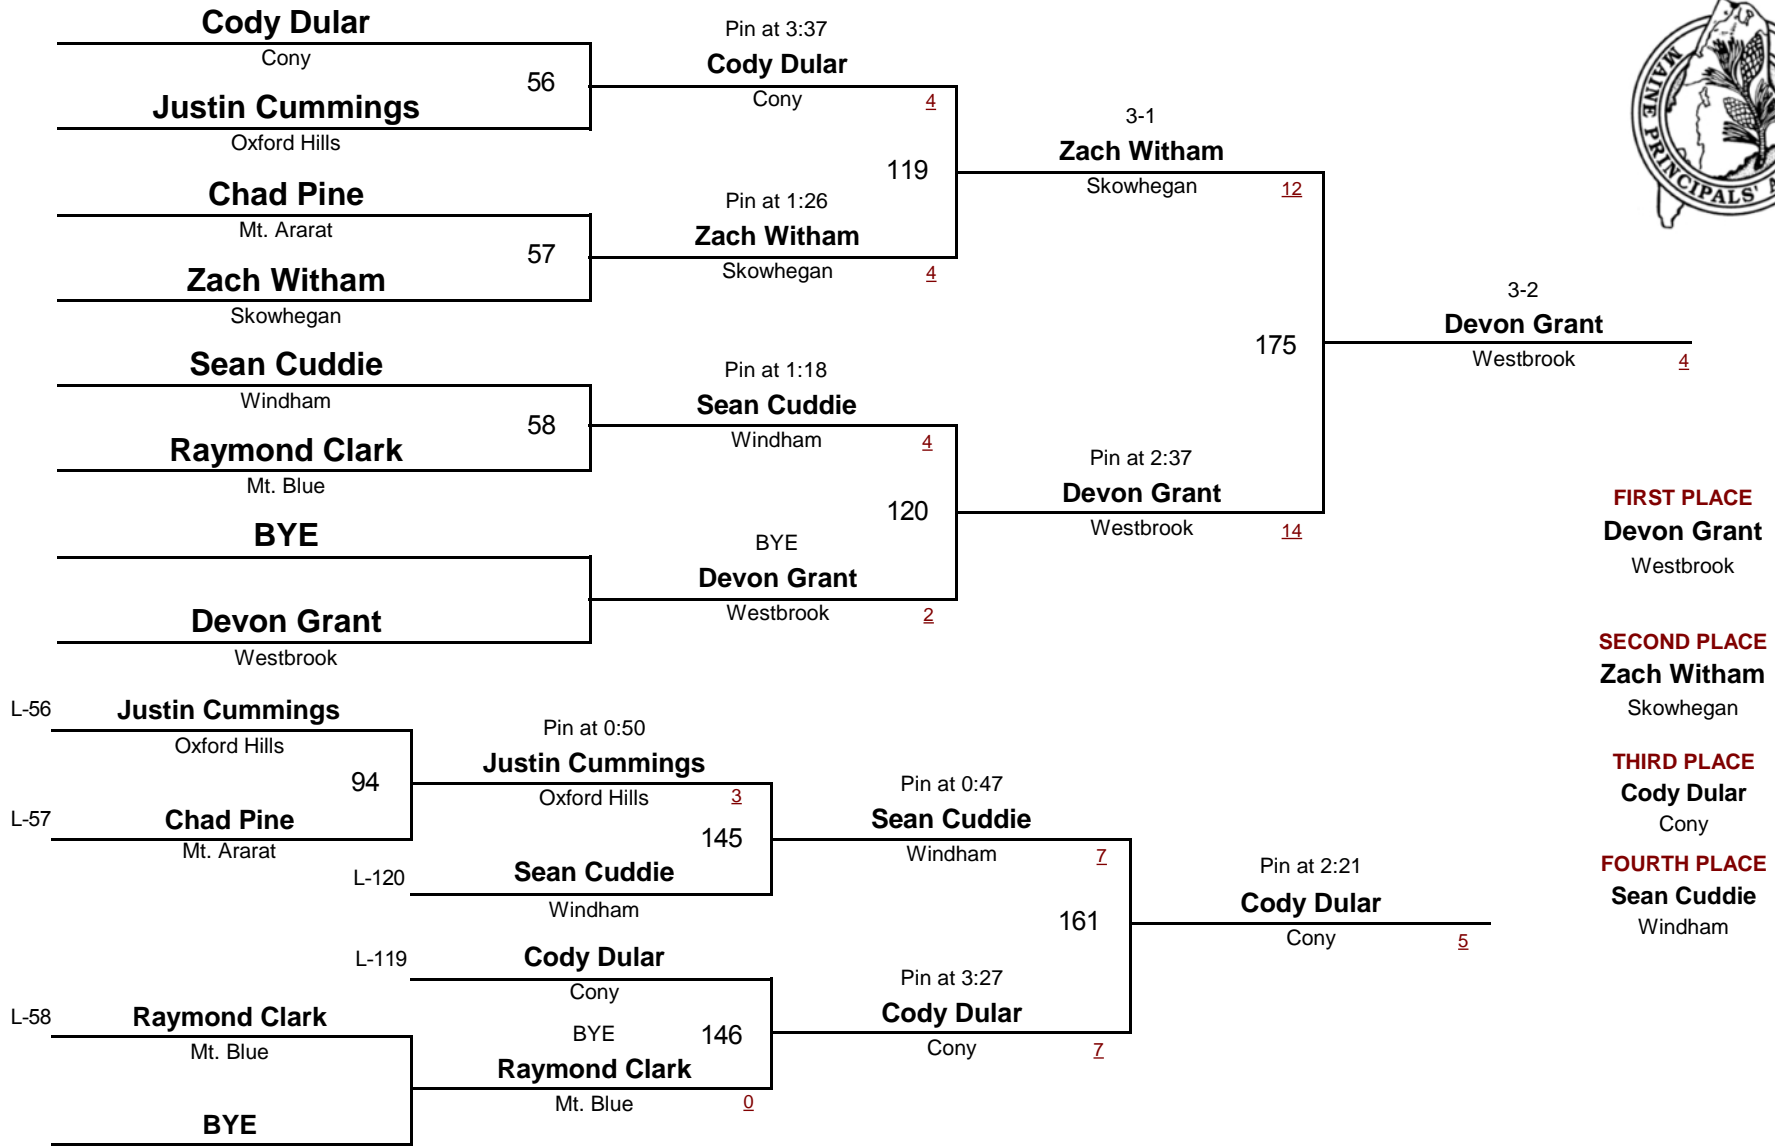 Cody Dular
Cony
56
Justin Cummings
Oxford Hills
Chad Pine
Mt. Ararat
57
Zach Witham
Skowhegan
Sean Cuddie
Windham
58
Raymond Clark
Mt. Blue
BYE
Devon Grant
Westbrook
Pin at 3:37
Cody Dular
Cony
4
119
Pin at 1:26
Zach Witham
Skowhegan
4
Pin at 1:18
Sean Cuddie
Windham
4
120
BYE
Devon Grant
Westbrook
2
3-1
Zach Witham
Skowhegan
12
175
Pin at 2:37
Devon Grant
Westbrook
14
3-2
Devon Grant
Westbrook
4
MAINE PRINCIPALS' A
FIRST PLACE
Devon Grant
Westbrook
SECOND PLACE
Zach Witham
Skowhegan
THIRD PLACE
Cody Dular
Cony
FOURTH PLACE
Sean Cuddie
Windham
L-56
Justin Cummings
Oxford Hills
94
L-57
Chad Pine
Mt. Ararat
Pin at 0:50
Justin Cummings
Oxford Hills
3
145
L-120
Sean Cuddie
Windham
L-119
Cody Dular
Cony
L-58
Raymond Clark
Mt. Blue
BYE
BYE
146
Raymond Clark
Mt. Blue
0
Pin at 0:47
Sean Cuddie
Windham
7
161
Pin at 3:27
Cody Dular
Cony
7
Pin at 2:21
Cody Dular
Cony
5